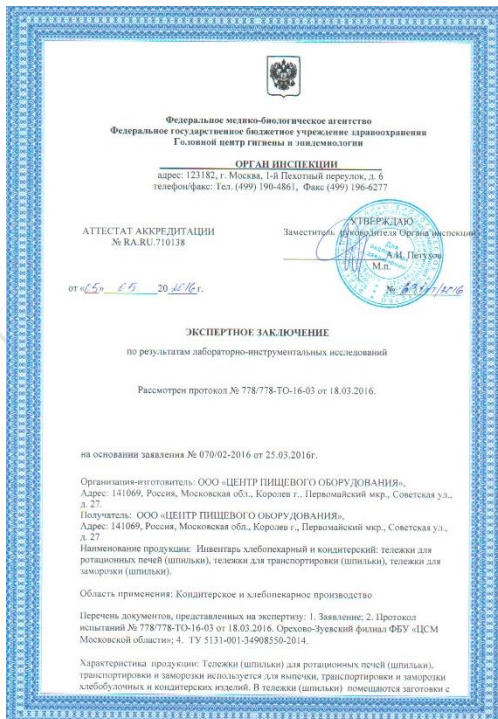 Федеральное медико-биологическое агентство
Федеральное государственное бюджетное учреждение здравоохранения
Головной центр гигиены и эпидемиологии
ОРГАН ИНСПЕКЦИИ
адрес: 123182, г. Москва, 1-й Пехотный переулок, д. 6
телефон/факс: Тел. (499) 190-4861, Факс (499) 196-6277
АТТЕСТАТ АККРЕДИТАЦИИ
№ RA.RU.710138
УТВЕРЖДАЮ
Заместитель руководителя Органа инспекции
А.И. Петухов
М.п.
от «05» 05 2016 г.
№ /2016
ЭКСПЕРТНОЕ ЗАКЛЮЧЕНИЕ
по результатам лабораторно-инструментальных исследований
Рассмотрен протокол № 778/778-ТО-16-03 от 18.03.2016.
на основании заявления № 070/02-2016 от 25.03.2016г.
Организация-изготовитель: ООО «ЦЕНТР ПИЩЕВОГО ОБОРУДОВАНИЯ»,
Адрес: 141069, Россия, Московская обл., Королев г., Первомайский мкр., Советская ул.,
д. 27.
Получатель: ООО «ЦЕНТР ПИЩЕВОГО ОБОРУДОВАНИЯ»,
Адрес: 141069, Россия, Московская обл., Королев г., Первомайский мкр., Советская ул.,
д. 27
Наименование продукции: Инвентарь хлебопекарный и кондитерский: тележки для
ротационных печей (шпильки), тележки для транспортировки (шпильки), тележки для
заморозки (шпильки).
Область применения: Кондитерское и хлебопекарное производство
Перечень документов, представленных на экспертизу: 1. Заявление; 2. Протокол
испытаний № 778/778-ТО-16-03 от 18.03.2016. Орехово-Зуевский филиал ФБУ «ЦСМ
Московской области»; 4. ТУ 5131-001-34908550-2014.
Характеристика продукции: Тележки (шпильки) для ротационных печей (шпильки),
транспортировки и заморозки используется для выпечки, транспортировки и заморозки
хлебобулочных и кондитерских изделий. В тележки (шпильки) помещаются заготовки с